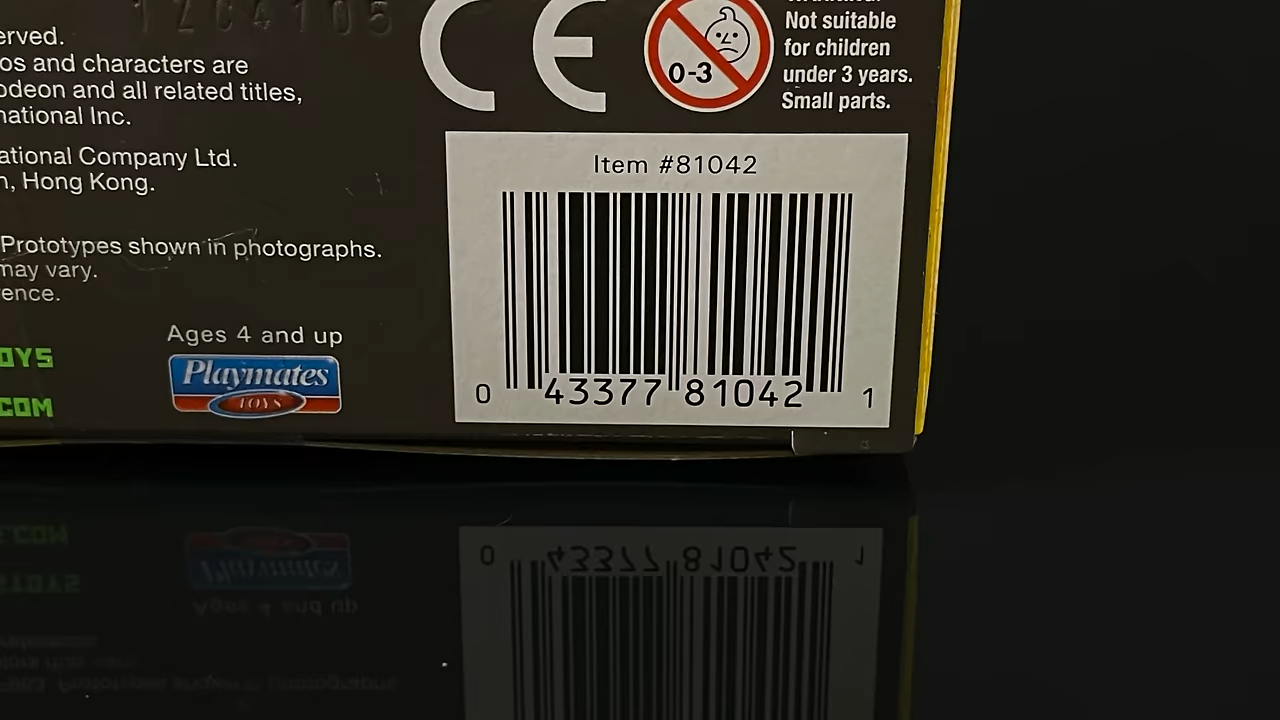 1204105
erved.
os and characters are
odeon and all related titles,
national Inc.
ational Company Ltd.
n, Hong Kong.
Prototypes shown in photographs.
may vary.
ence.
OYS
.COM
Ages 4 and up
Playmates
TOYS
CE
0-3
Not suitable
for children
under 3 years.
Small parts.
Item #81042
0 43377 81042 1